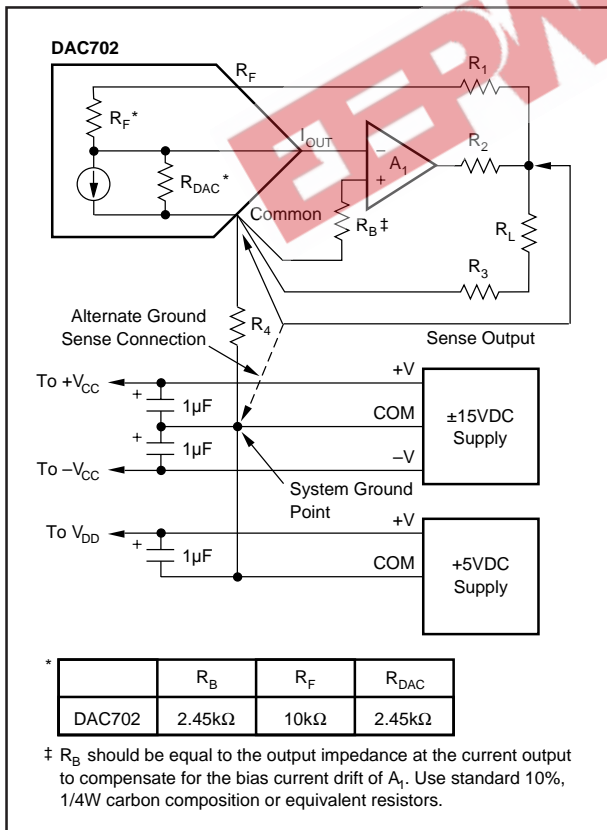 DAC702
R_F
R_1
R_F*
I_OUT
R_DAC*
–
+
A_1
R_2
Common
R_B‡
R_L
R_3
Alternate Ground
Sense Connection
R_4
Sense Output
To +V_CC
+
1µF
+V
COM
±15VDC
Supply
+
1µF
To –V_CC
–V
System Ground
Point
To V_DD
+
1µF
+V
COM
+5VDC
Supply
*
R_B R_F R_DAC
DAC702 2.45kΩ 10kΩ 2.45kΩ
‡ R_B should be equal to the output impedance at the current output
to compensate for the bias current drift of A_1. Use standard 10%,
1/4W carbon composition or equivalent resistors.